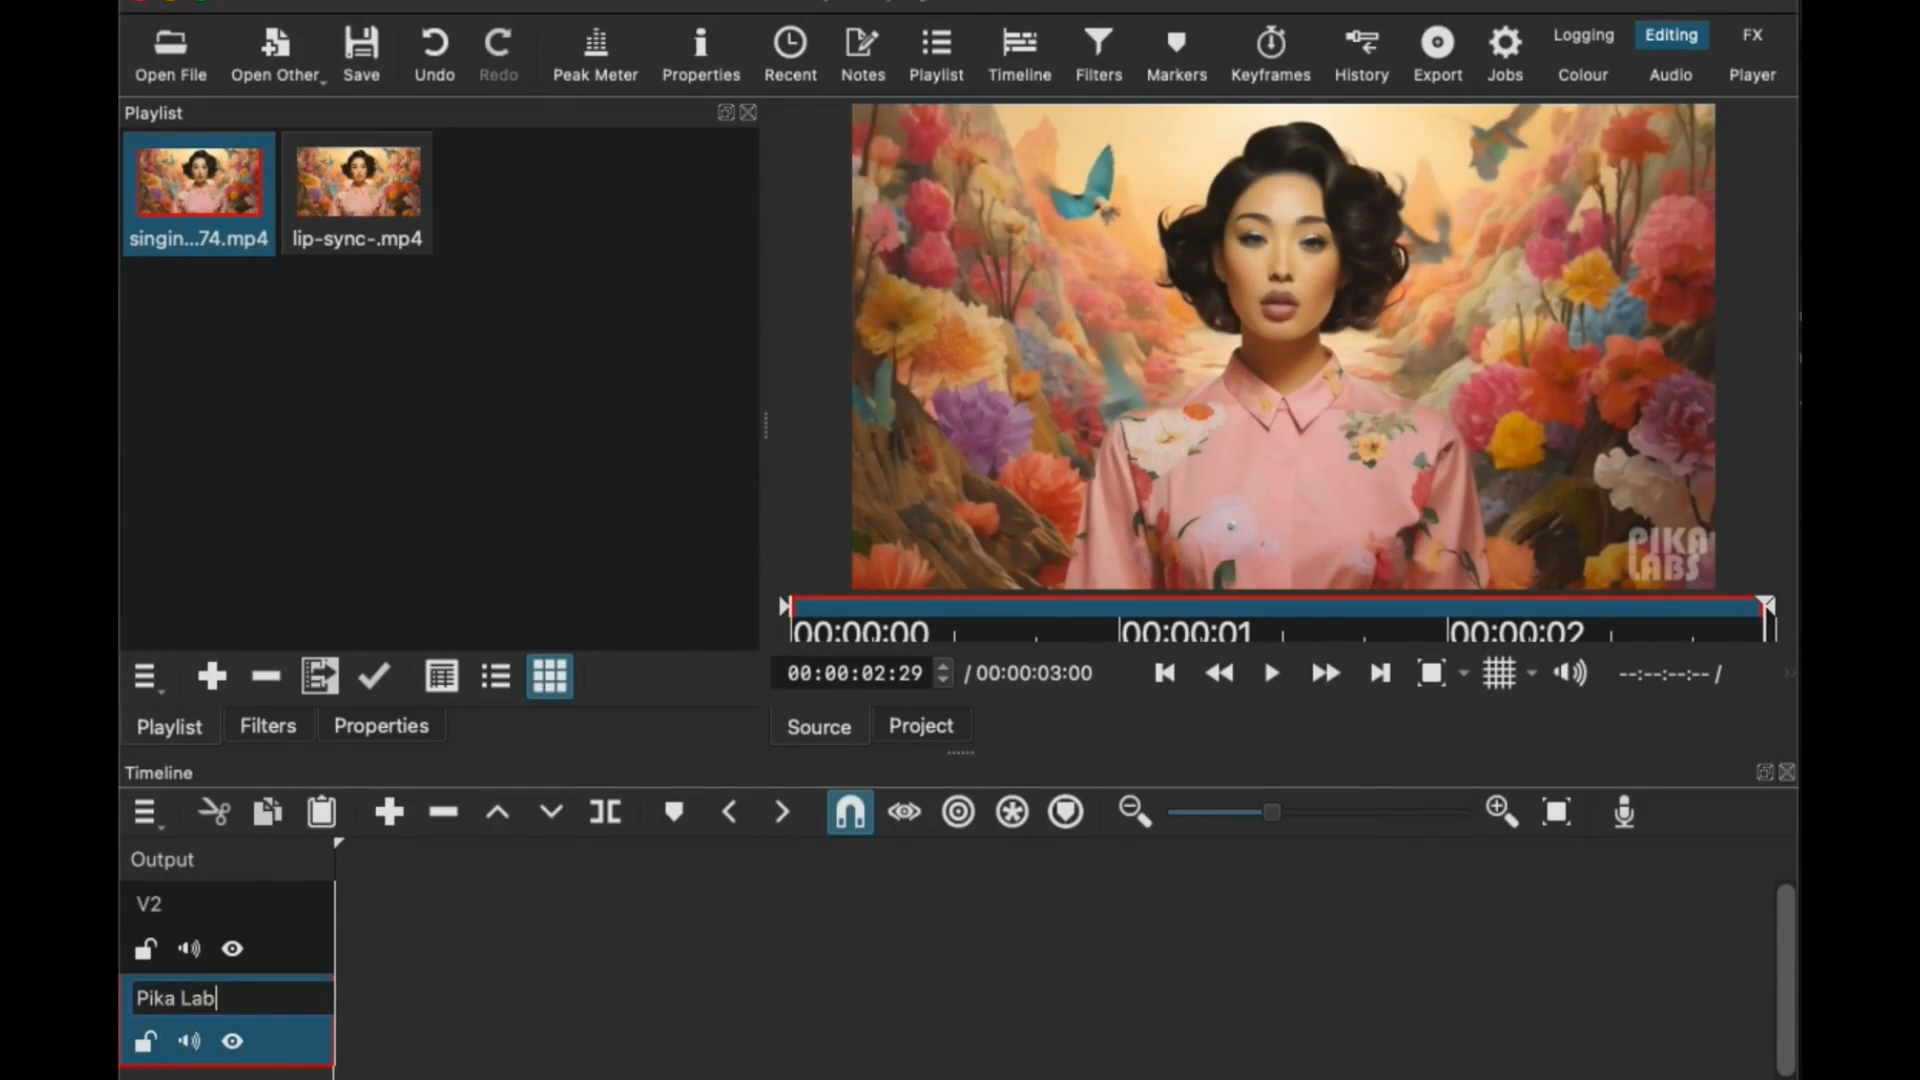 Open File Open Other Save Undo Redo Peak Meter Properties Recent Notes Playlist Timeline Filters Markers Keyframes History Export Jobs
Logging Editing FX
Colour Audio Player
Playlist
singin...74.mp4 lip-sync-.mp4
PIKA
LABS
00:00:00 00:00:01 00:00:02
00:00:02:29 / 00:00:03:00 --:--:--:-- /
Playlist Filters Properties
Source Project
Timeline
Output
V2
Pika Lab